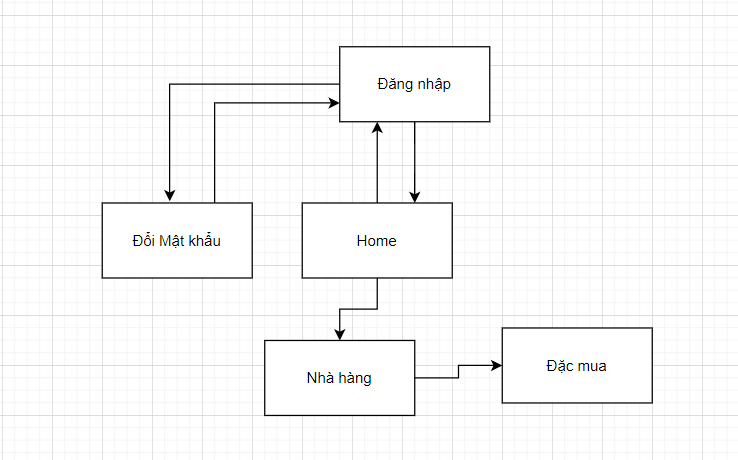 Đăng nhập
Đổi Mật khẩu
Home
Nhà hàng
Đặc mua